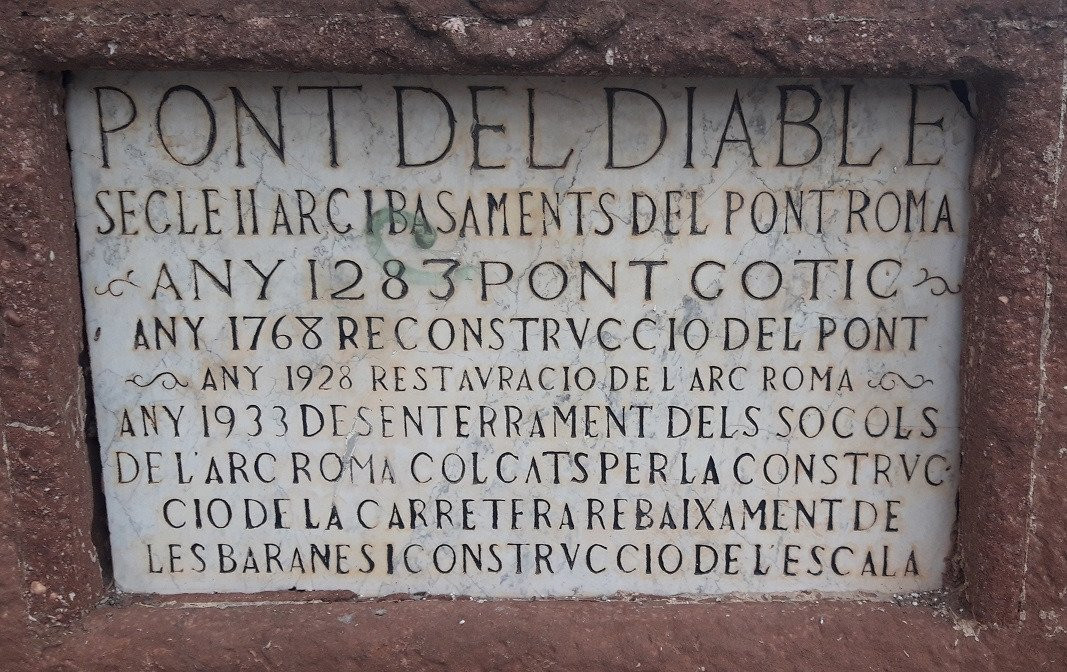 PONT DEL DIABLE
SECLE II ARC I BASAMENTS DEL PONT ROMA
ANY 1283 PONT GOTIC
ANY 1768 RECONSTRVCCIO DEL PONT
ANY 1928 RESTAVRACIO DE L'ARC ROMA
ANY 1933 DESENTERRAMENT DELS SOCOLS
DE L'ARC ROMA COLCATS PER LA CONSTRVC-
CIO DE LA CARRETERA REBAIXAMENT DE
LES BARANES I CONSTRVCCIO DE L'ESCALA